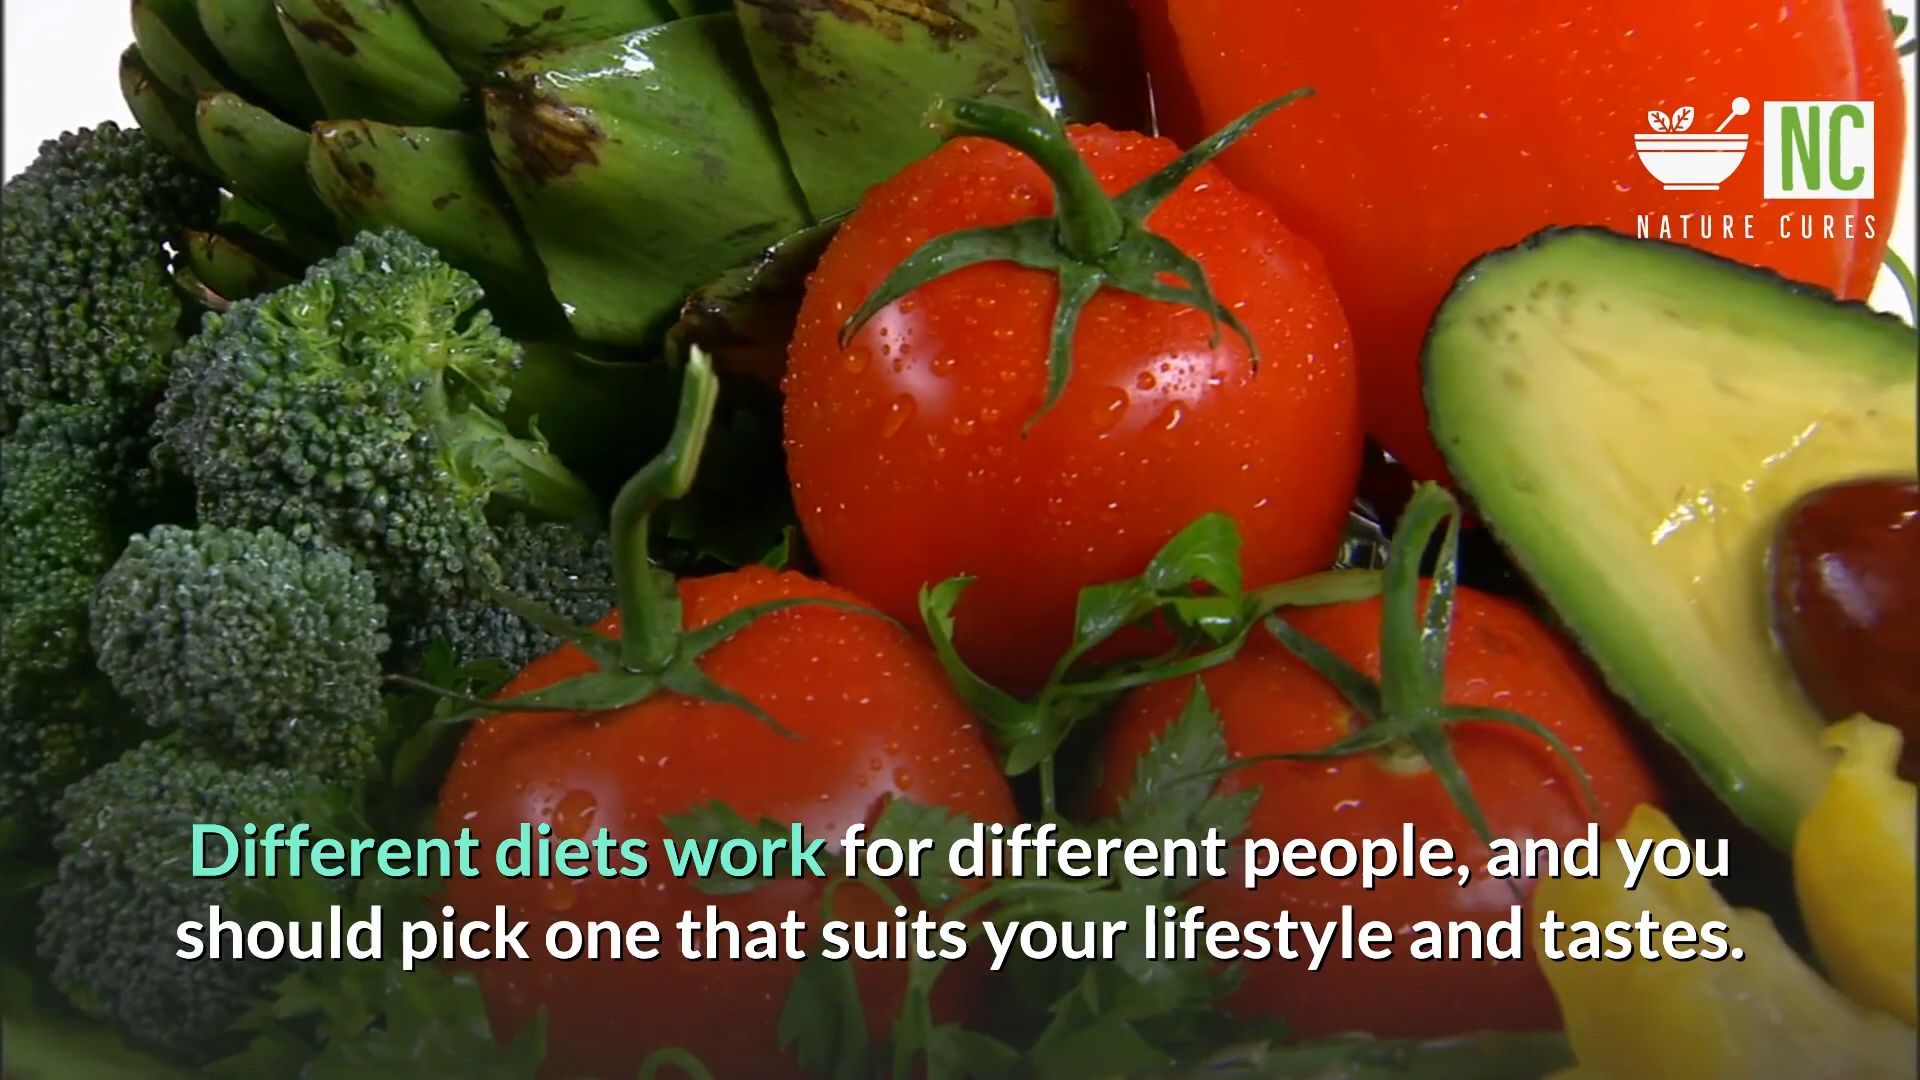 NC
NATURE CURES
Different diets work for different people, and you
should pick one that suits your lifestyle and tastes.